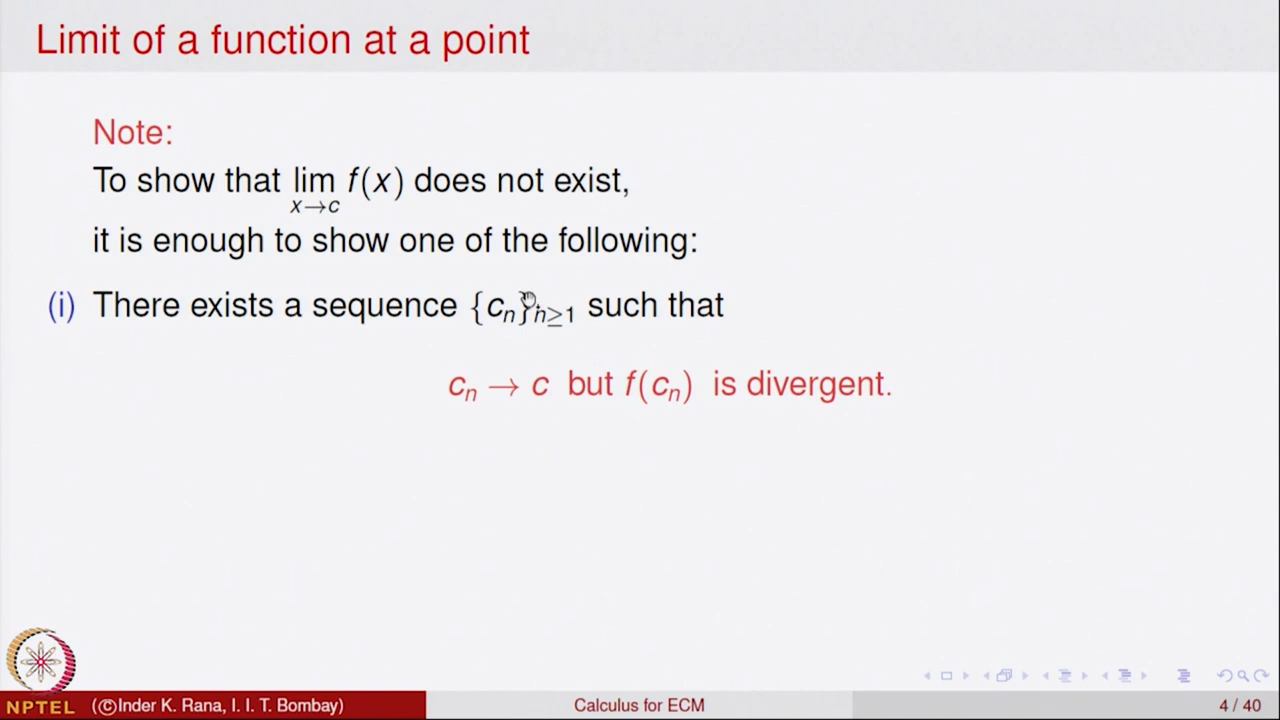 Limit of a function at a point
Note:
To show that lim f(x) does not exist,
x→c
it is enough to show one of the following:
(i) There exists a sequence {cₙ}ₙ≥₁ such that
cₙ → c but f(cₙ) is divergent.
NPTEL (©Inder K. Rana, I. I. T. Bombay) Calculus for ECM 4 / 40